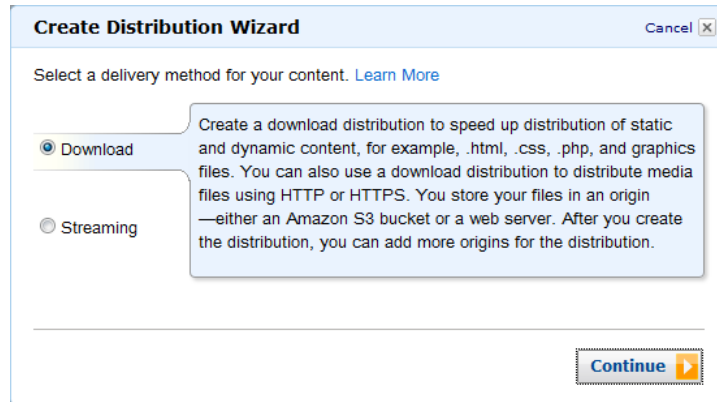 Create Distribution Wizard
Cancel
Select a delivery method for your content. Learn More
Download
Create a download distribution to speed up distribution of static
and dynamic content, for example, .html, .css, .php, and graphics
files. You can also use a download distribution to distribute media
files using HTTP or HTTPS. You store your files in an origin
—either an Amazon S3 bucket or a web server. After you create
the distribution, you can add more origins for the distribution.
Streaming
Continue